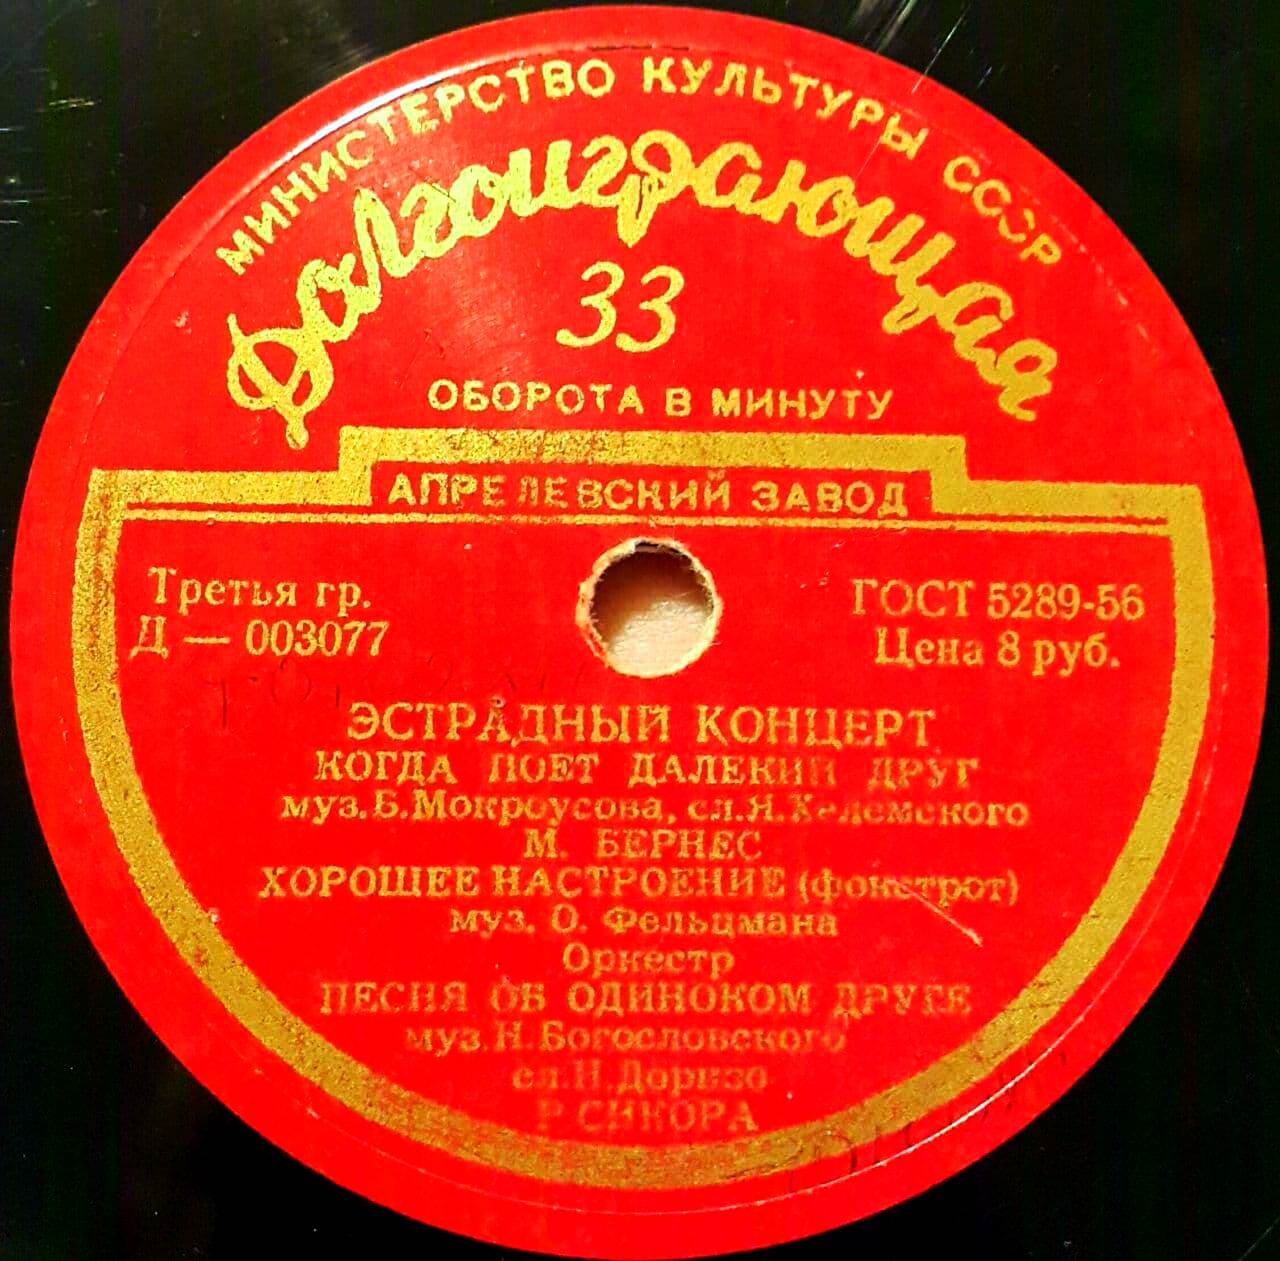 МИНИСТЕРСТВО КУЛЬТУРЫ СССР
Долгоиграющая
33
ОБОРОТА В МИНУТУ
АПРЕЛЕВСКИЙ ЗАВОД
Третья гр.
Д — 003077
ГОСТ 5289-56
Цена 8 руб.
ЭСТРАДНЫЙ КОНЦЕРТ
КОГДА ПОЕТ ДАЛЕКИЙ ДРУГ
муз. Б. Мокроусова, сл. Я. Хелемского
М. БЕРНЕС
ХОРОШЕЕ НАСТРОЕНИЕ (фокстрот)
муз. О. Фельцмана
Оркестр
ПЕСНЯ ОБ ОДИНОКОМ ДРУГЕ
муз. Н. Богословского
сл. Н. Доризо
Р. СИКОРА